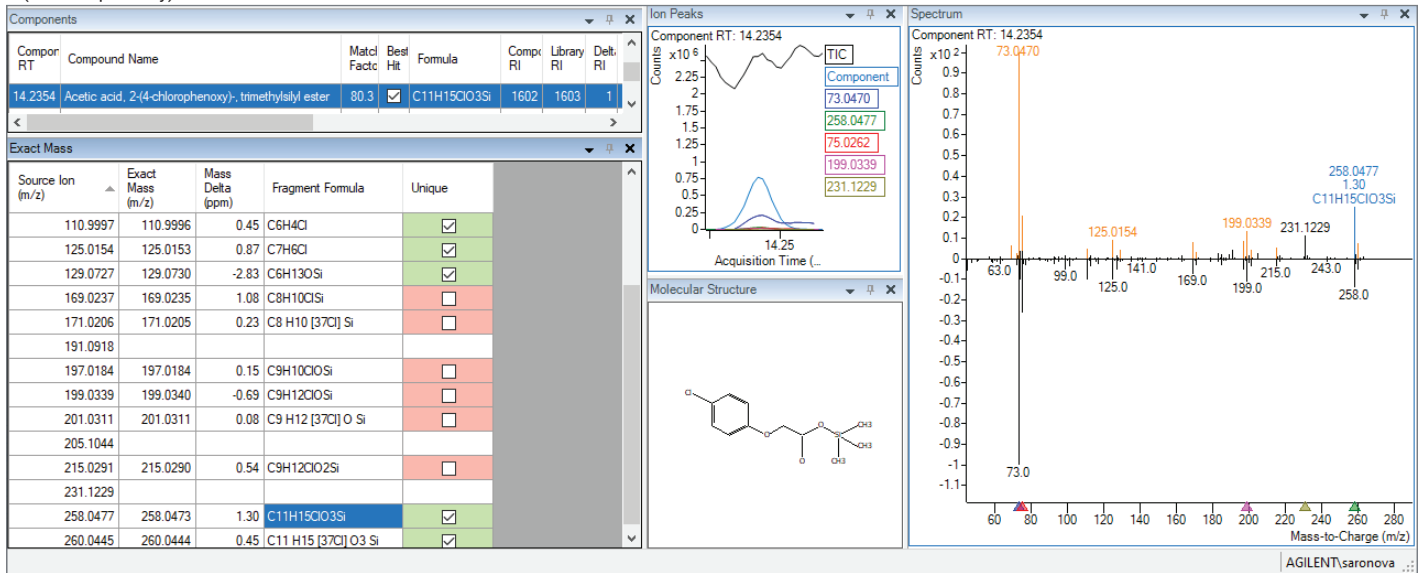 Components
Compon RT Compound Name Match Facto Best Hit Formula Compo RI Library RI Delta RI
14.2354 Acetic acid, 2-(4-chlorophenoxy)-, trimethylsilyl ester 80.3 C11H15ClO3Si 1602 1603 1
Exact Mass
Source Ion (m/z) Exact Mass (m/z) Mass Delta (ppm) Fragment Formula Unique
110.9997 110.9996 0.45 C6H4Cl
125.0154 125.0153 0.87 C7H6Cl
129.0727 129.0730 -2.83 C6H13OSi
169.0237 169.0235 1.08 C8H10ClSi
171.0206 171.0205 0.23 C8 H10 [37Cl] Si
191.0918
197.0184 197.0184 0.15 C9H10ClOSi
199.0339 199.0340 -0.69 C9H12ClOSi
201.0311 201.0311 0.08 C9 H12 [37Cl] O Si
205.1044
215.0291 215.0290 0.54 C9H12ClO2Si
231.1229
258.0477 258.0473 1.30 C11H15ClO3Si
260.0445 260.0444 0.45 C11 H15 [37Cl] O3 Si
Ion Peaks
Component RT: 14.2354
Counts
x10 6
2.25
2
1.75
1.5
1.25
1
0.75
0.5
0.25
0
TIC
Component
73.0470
258.0477
75.0262
199.0339
231.1229
14.25
Acquisition Time (...
Molecular Structure
Cl
O
O
O
Si
CH3
CH3
CH3
Spectrum
Component RT: 14.2354
Counts
x10 2
73.0470
0.9
0.8
0.7
0.6
0.5
0.4
0.3
0.2
0.1
0
-0.1
-0.2
-0.3
-0.4
-0.5
-0.6
-0.7
-0.8
-0.9
-1
-1.1
258.0477
1.30
C11H15ClO3Si
125.0154
199.0339
231.1229
63.0
99.0
125.0
141.0
169.0
199.0
215.0
243.0
258.0
73.0
60 80 100 120 140 160 180 200 220 240 260 280
Mass-to-Charge (m/z)
AGILENT\saronova